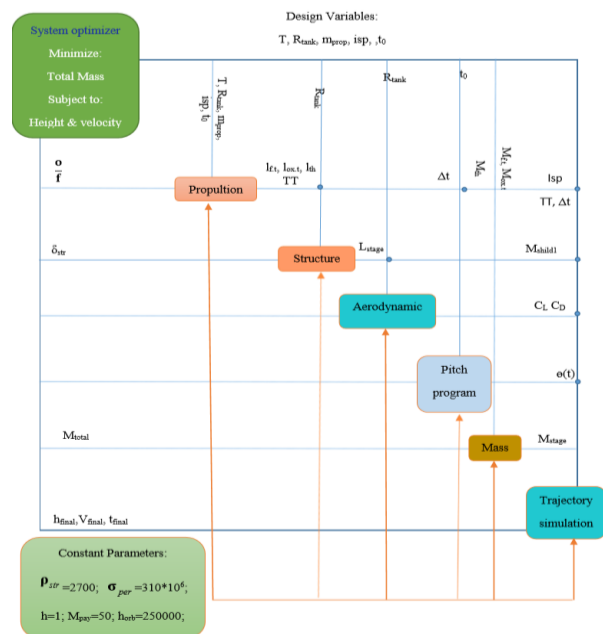 Design Variables:
T, Rtank, mprop, isp, ,t0
System optimizer
Minimize:
Total Mass
Subject to:
Height & velocity
T, Rtank, mprop,
isp, t0
Rtank
Rtank
t0
Mth
Mf.t, Mox.t
o
f
Propultion
lf.t, lox.t, lth
TT
Δt
Isp
TT, Δt
δstr
Structure
Lstage
Mshild1
Aerodynamic
CL CD
Pitch
program
ɵ(t)
Mtotal
Mass
Mstage
Trajectory
simulation
hfinal, Vfinal, tfinal
Constant Parameters:
ρstr =2700; σper =310*10⁶;
h=1; Mpay=50; horb=250000;